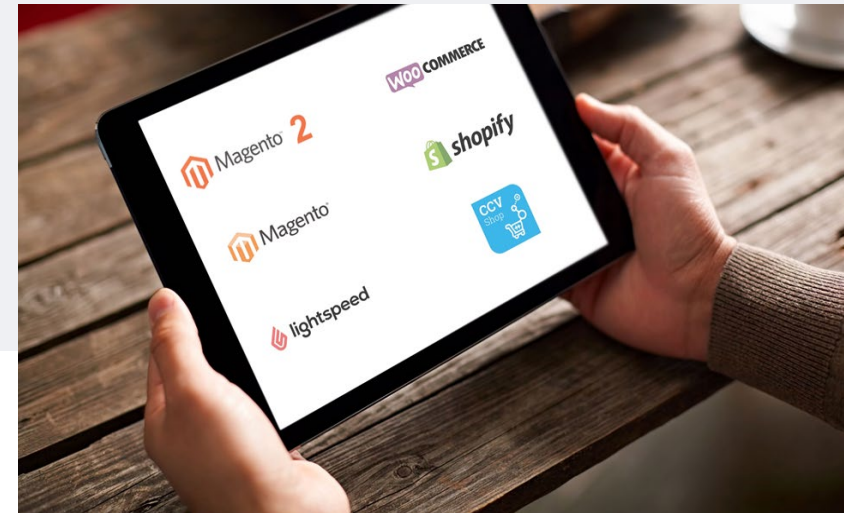 Magento 2
Magento
lightspeed
WOO COMMERCE
shopify
CCV
Shop